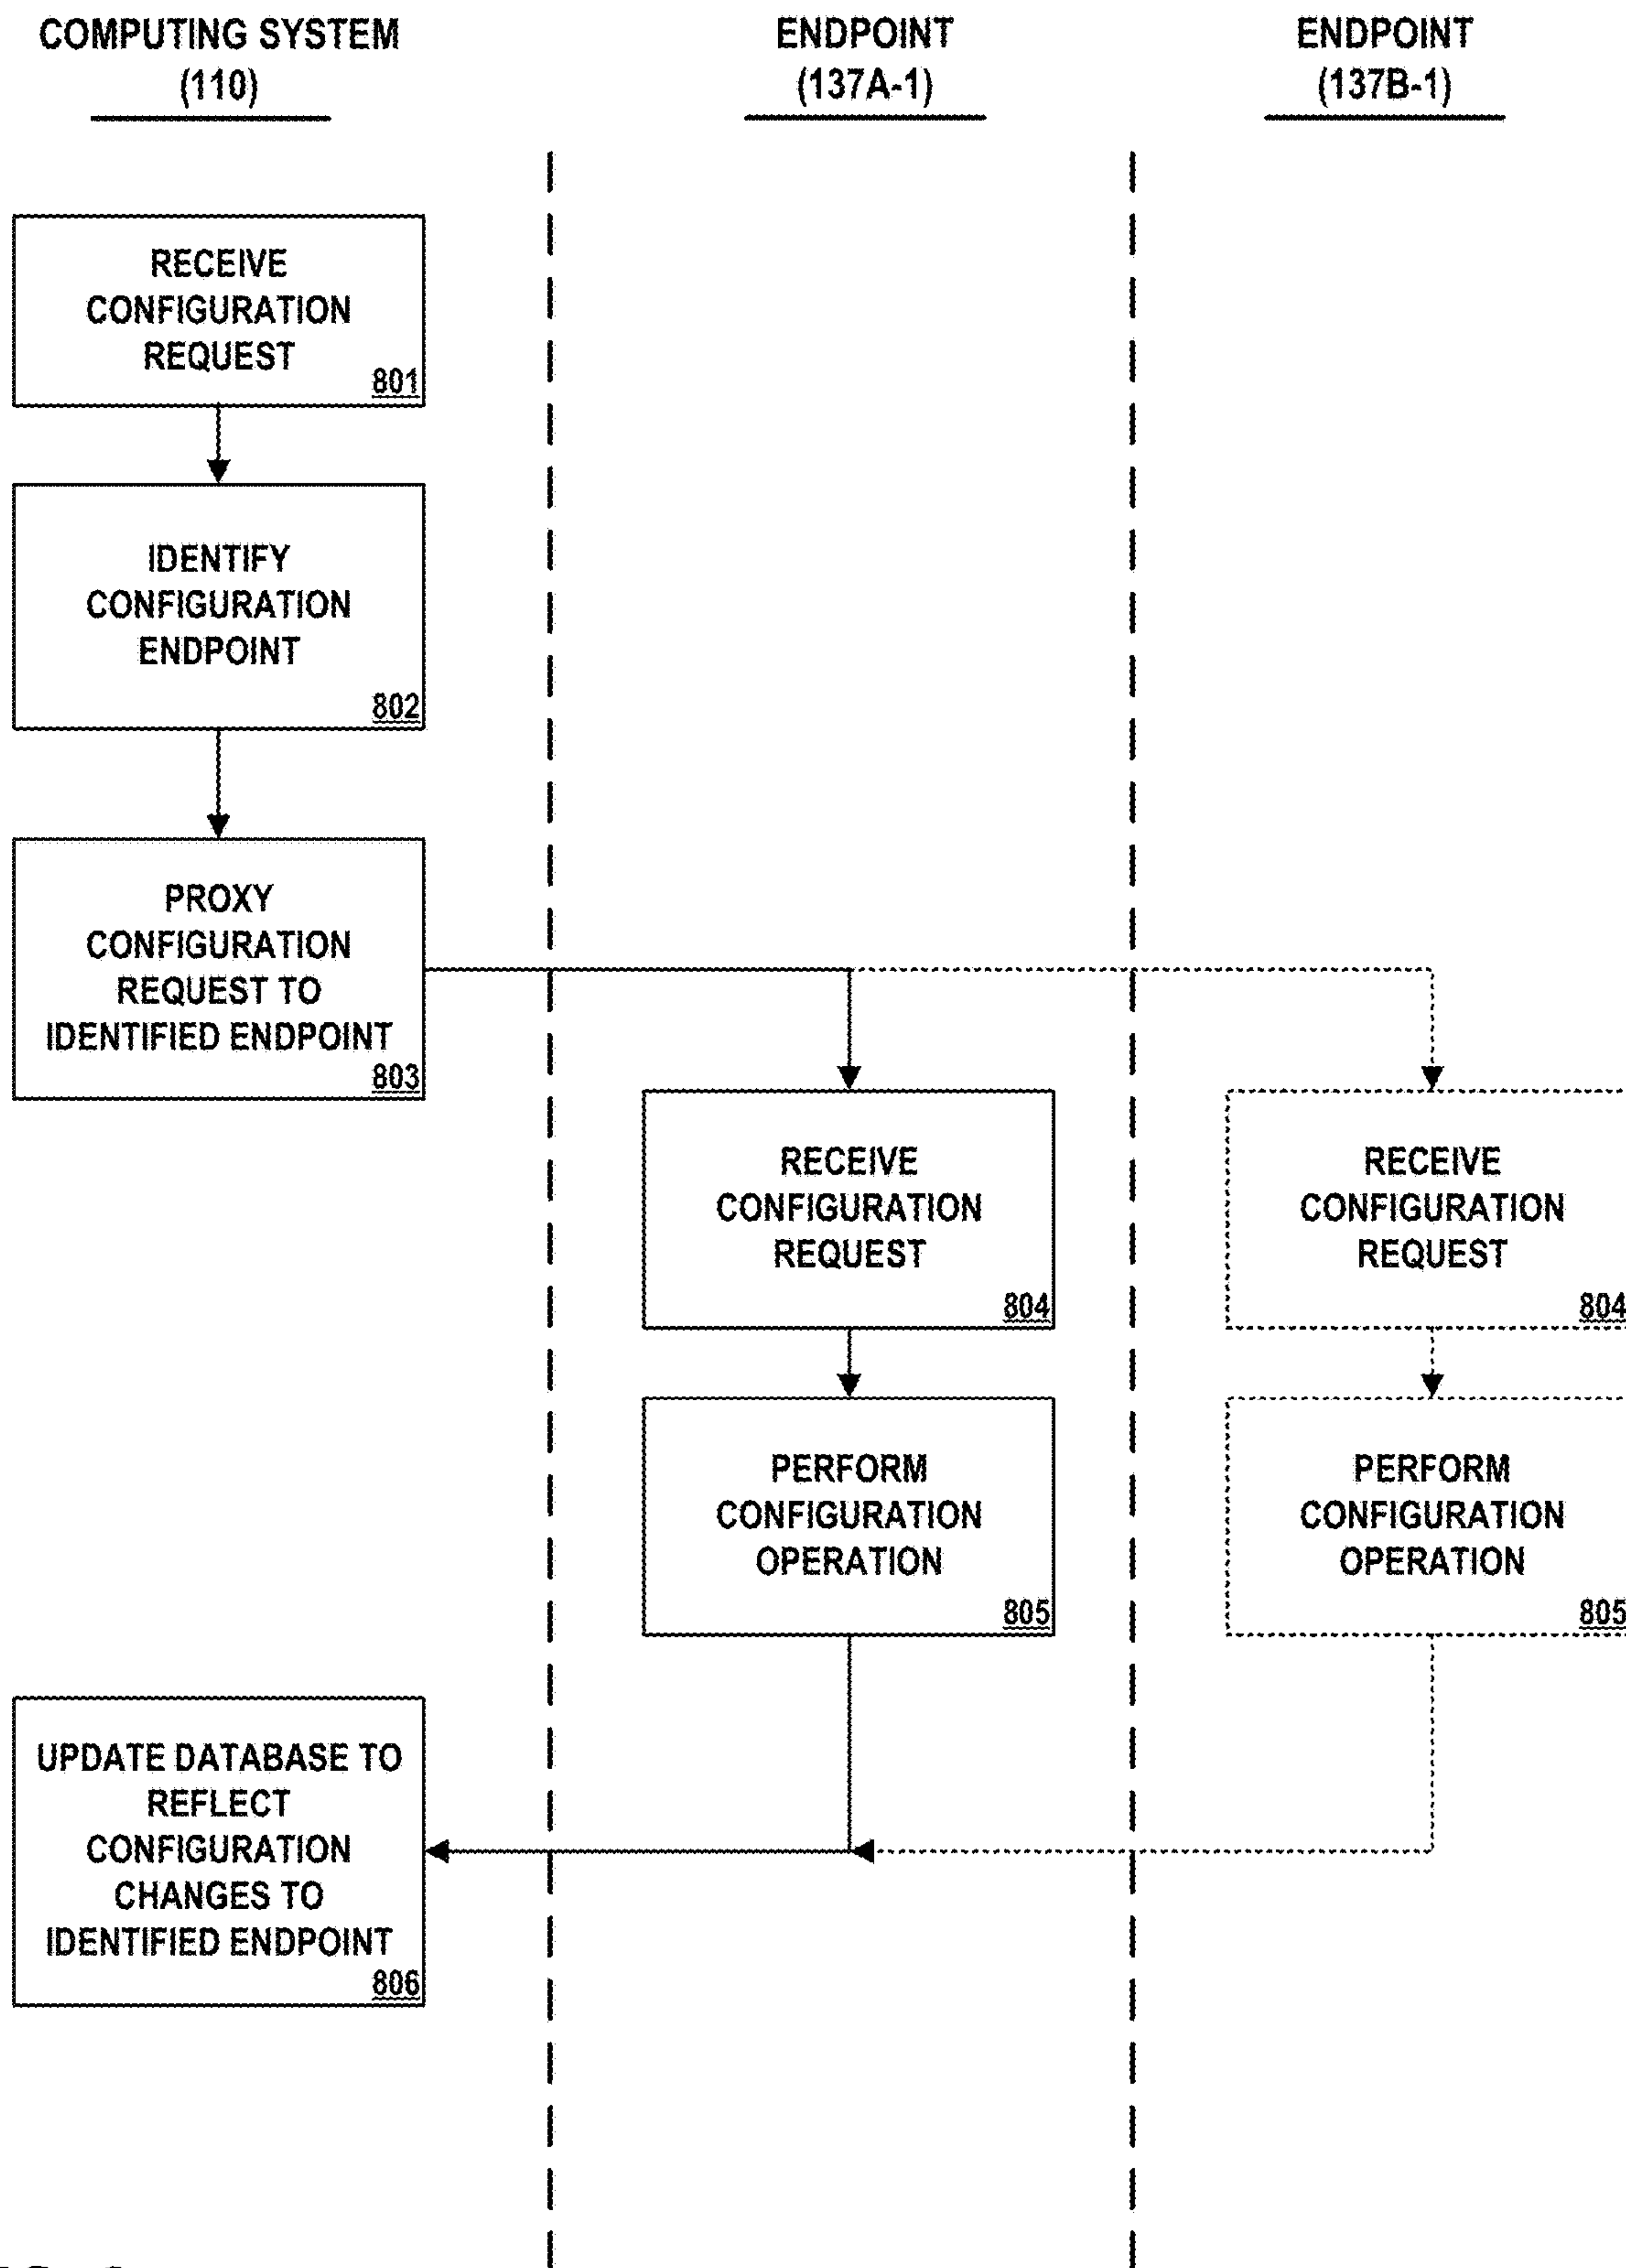 COMPUTING SYSTEM
(110)
ENDPOINT
(137A-1)
ENDPOINT
(137B-1)
RECEIVE
CONFIGURATION
REQUEST
801
IDENTIFY
CONFIGURATION
ENDPOINT
802
PROXY
CONFIGURATION
REQUEST TO
IDENTIFIED ENDPOINT
803
RECEIVE
CONFIGURATION
REQUEST
804
RECEIVE
CONFIGURATION
REQUEST
804
PERFORM
CONFIGURATION
OPERATION
805
PERFORM
CONFIGURATION
OPERATION
805
UPDATE DATABASE TO
REFLECT
CONFIGURATION
CHANGES TO
IDENTIFIED ENDPOINT
806